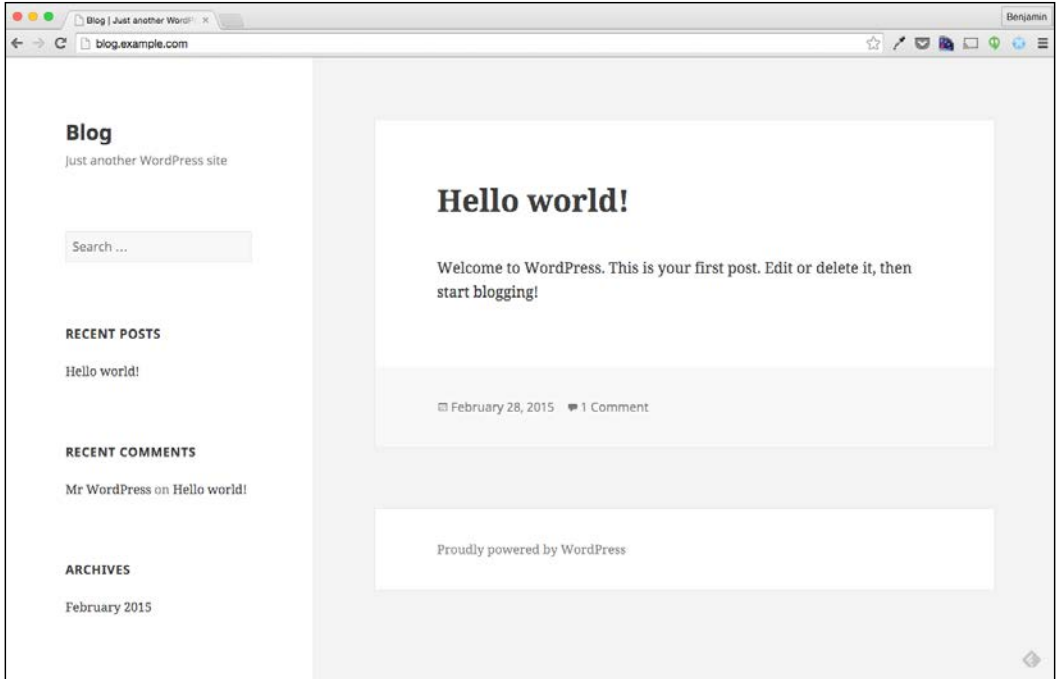 Blog | Just another WordP
Benjamin
blog.example.com
Blog
Just another WordPress site
Search ...
RECENT POSTS
Hello world!
RECENT COMMENTS
Mr WordPress on Hello world!
ARCHIVES
February 2015
Hello world!
Welcome to WordPress. This is your first post. Edit or delete it, then
start blogging!
February 28, 2015 1 Comment
Proudly powered by WordPress